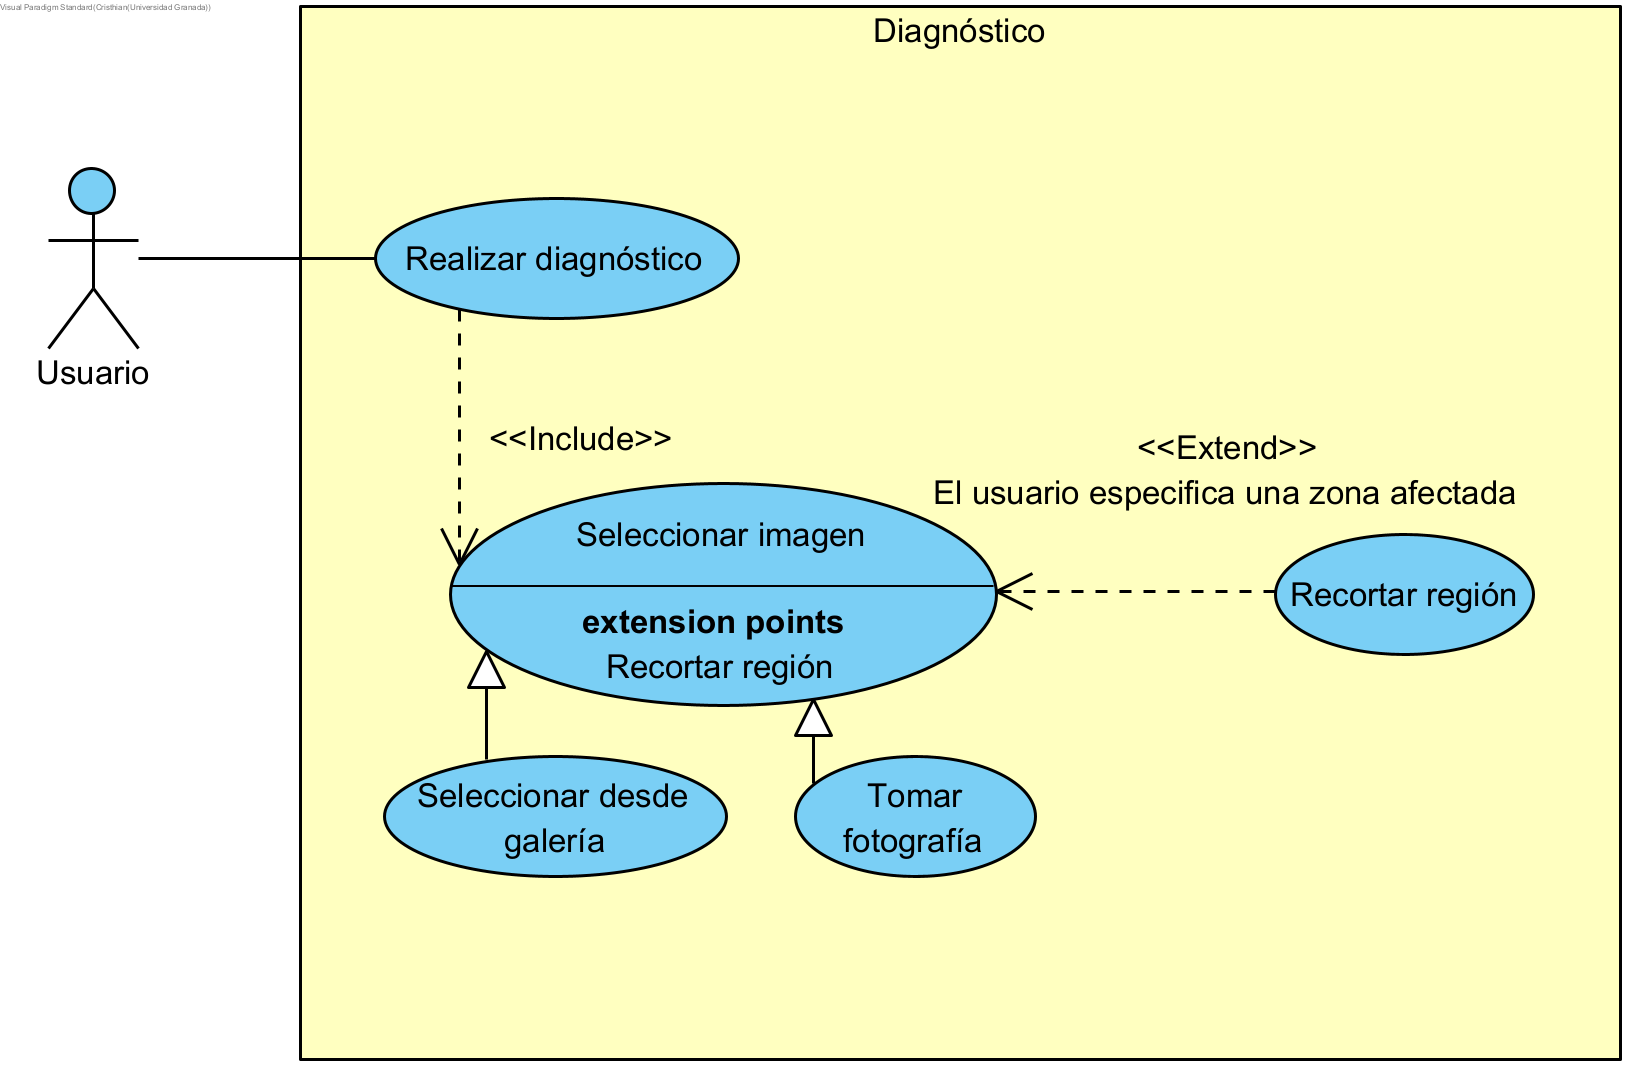 Visual Paradigm Standard(Cristhian(Universidad Granada))
Diagnóstico
Realizar diagnóstico
Usuario
<<Include>>
<<Extend>>
El usuario especifica una zona afectada
Seleccionar imagen
extension points
Recortar región
Recortar región
Seleccionar desde
galería
Tomar
fotografía